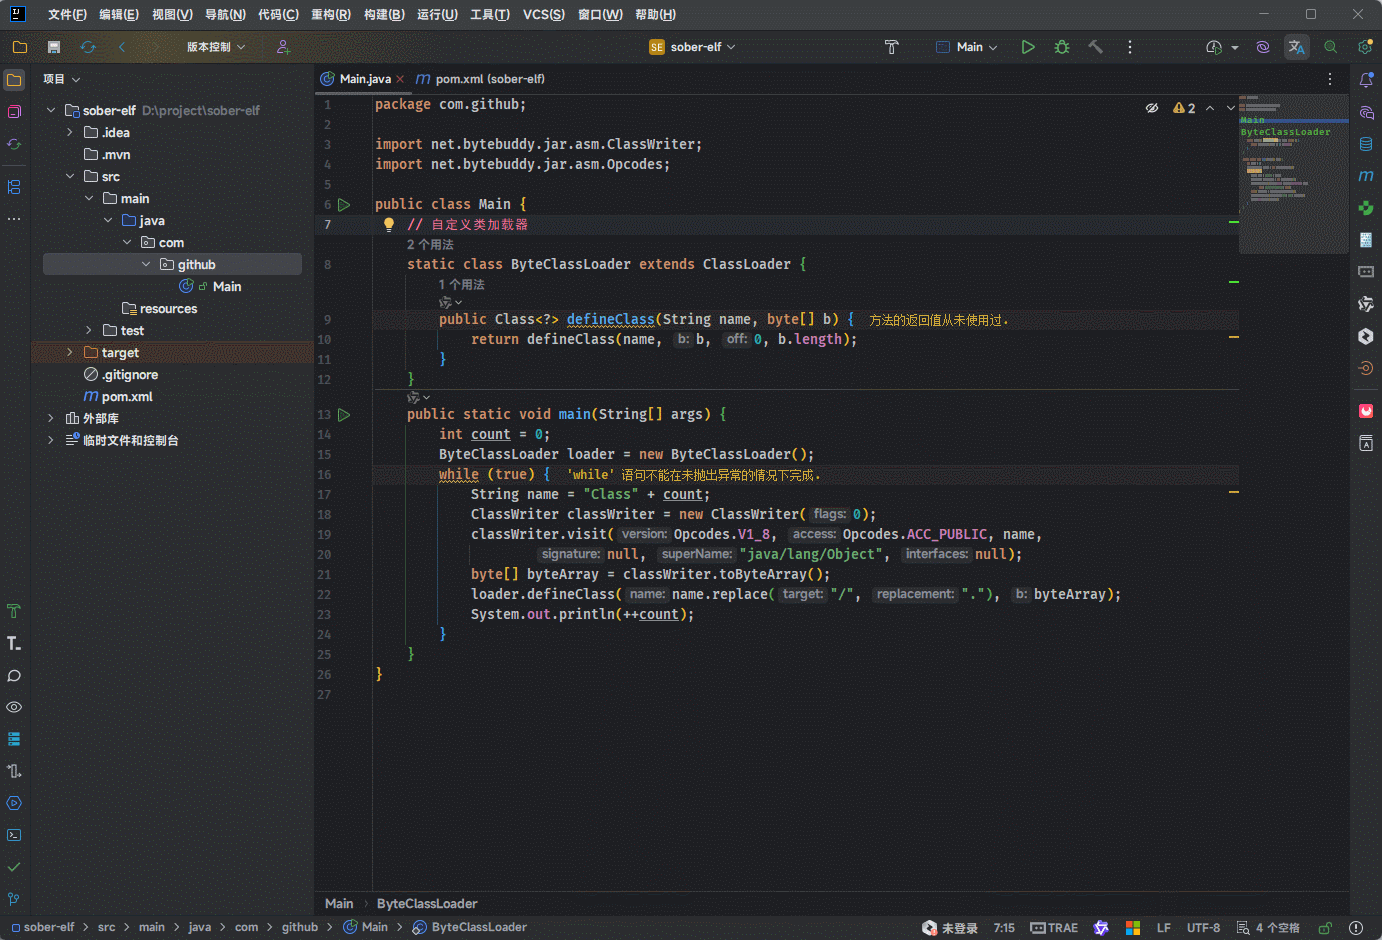 文件(F) 编辑(E) 视图(V) 导航(N) 代码(C) 重构(R) 构建(B) 运行(U) 工具(T) VCS(S) 窗口(W) 帮助(H)
版本控制 SE sober-elf Main
项目
Main.java pom.xml (sober-elf)
sober-elf D:\project\sober-elf
.idea
.mvn
src
main
java
com
github
Main
resources
test
target
.gitignore
pom.xml
外部库
临时文件和控制台
1 package com.github;
2
3 import net.bytebuddy.jar.asm.ClassWriter;
4 import net.bytebuddy.jar.asm.Opcodes;
5
6 public class Main {
7 // 自定义类加载器
2 个用法
8 static class ByteClassLoader extends ClassLoader {
1 个用法
9 public Class<?> defineClass(String name, byte[] b) { 方法的返回值从未使用过.
10 return defineClass(name, b: b, off: 0, b.length);
11 }
12 }
13 public static void main(String[] args) {
14 int count = 0;
15 ByteClassLoader loader = new ByteClassLoader();
16 while (true) { 'while' 语句不能在未抛出异常的情况下完成.
17 String name = "Class" + count;
18 ClassWriter classWriter = new ClassWriter( flags: 0);
19 classWriter.visit( version: Opcodes.V1_8, access: Opcodes.ACC_PUBLIC, name,
20 signature: null, superName: "java/lang/Object", interfaces: null);
21 byte[] byteArray = classWriter.toByteArray();
22 loader.defineClass( name: name.replace( target: "/", replacement: "."), b: byteArray);
23 System.out.println(++count);
24 }
25 }
26 }
27
2
Main
ByteClassLoader
Main ByteClassLoader
sober-elf src main java com github Main ByteClassLoader
未登录 7:15 TRAE LF UTF-8 4 个空格